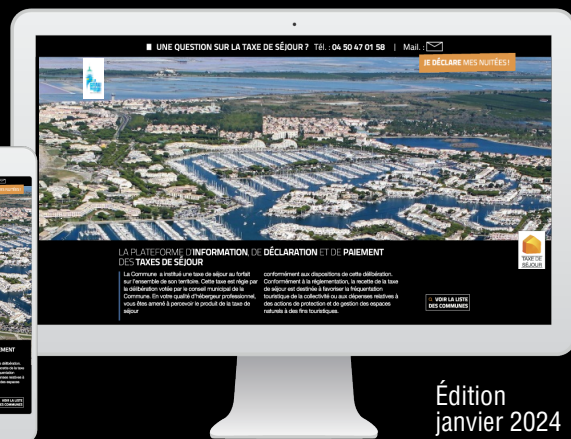 UNE QUESTION SUR LA TAXE DE SÉJOUR ? Tél. : 04 50 47 01 58 | Mail. :
JE DÉCLARE MES NUITÉES !
LA PLATEFORME D'INFORMATION, DE DÉCLARATION ET DE PAIEMENT
DES TAXES DE SÉJOUR
La Commune a institué une taxe de séjour au forfait
sur l'ensemble de son territoire. Cette taxe est régie par
la délibération votée par le conseil municipal de la
Commune. En votre qualité d'hébergeur professionnel,
vous êtes amené à percevoir le produit de la taxe de
séjour
conformément aux dispositions de cette délibération.
Conformément à la réglementation, la recette de la taxe
de séjour est destinée à favoriser la fréquentation
touristique de la collectivité ou aux dépenses relatives à
des actions de protection et de gestion des espaces
naturels à des fins touristiques.
TAXE DE
SÉJOUR
VOIR LA LISTE
DES COMMUNES
VOIR LA LISTE
DES COMMUNES
Édition
janvier 2024